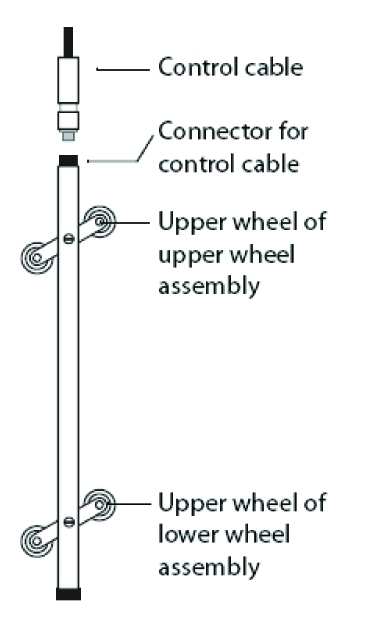 Control cable
Connector for
control cable
Upper wheel of
upper wheel
assembly
Upper wheel of
lower wheel
assembly